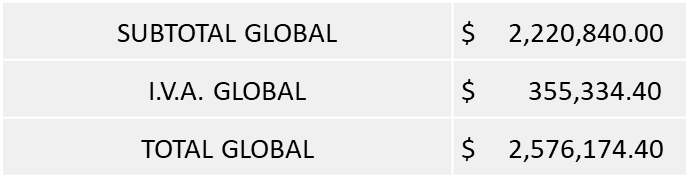 SUBTOTAL GLOBAL $ 2,220,840.00
I.V.A. GLOBAL $ 355,334.40
TOTAL GLOBAL $ 2,576,174.40